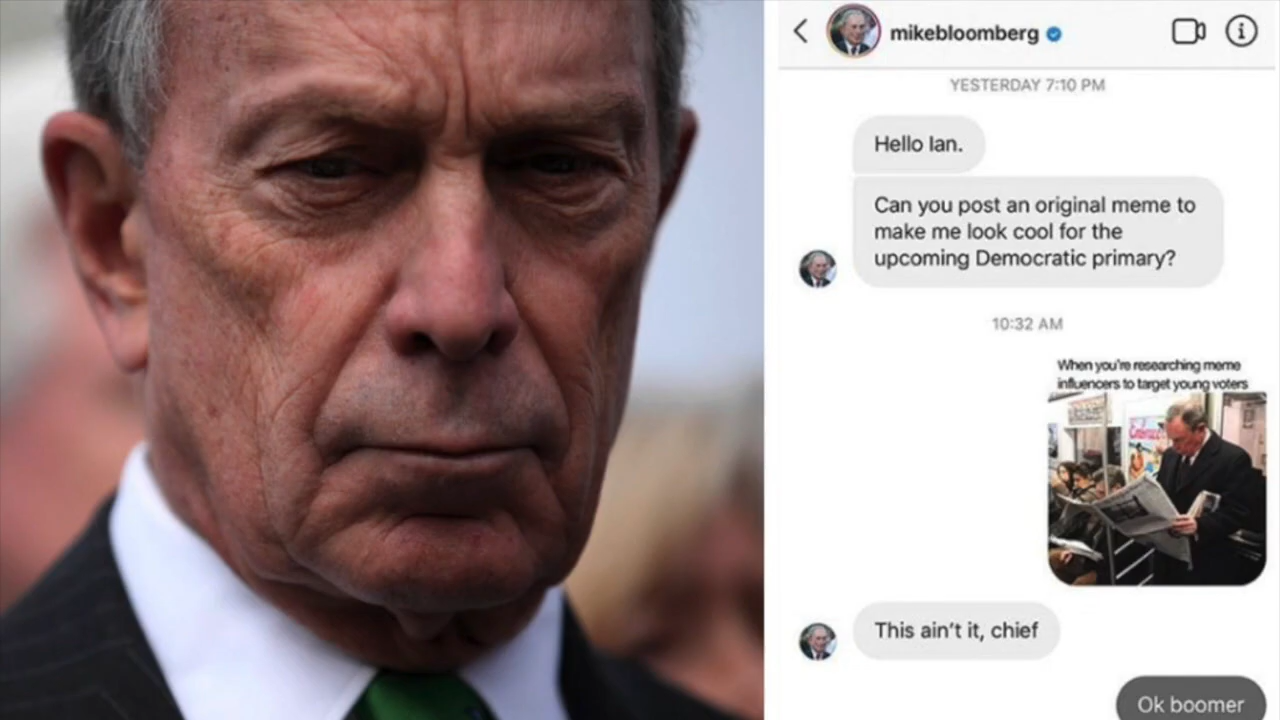 mikebloomberg
YESTERDAY 7:10 PM
Hello Ian.
Can you post an original meme to
make me look cool for the
upcoming Democratic primary?
10:32 AM
When you're researching meme
influencers to target young voters
This ain't it, chief
Ok boomer